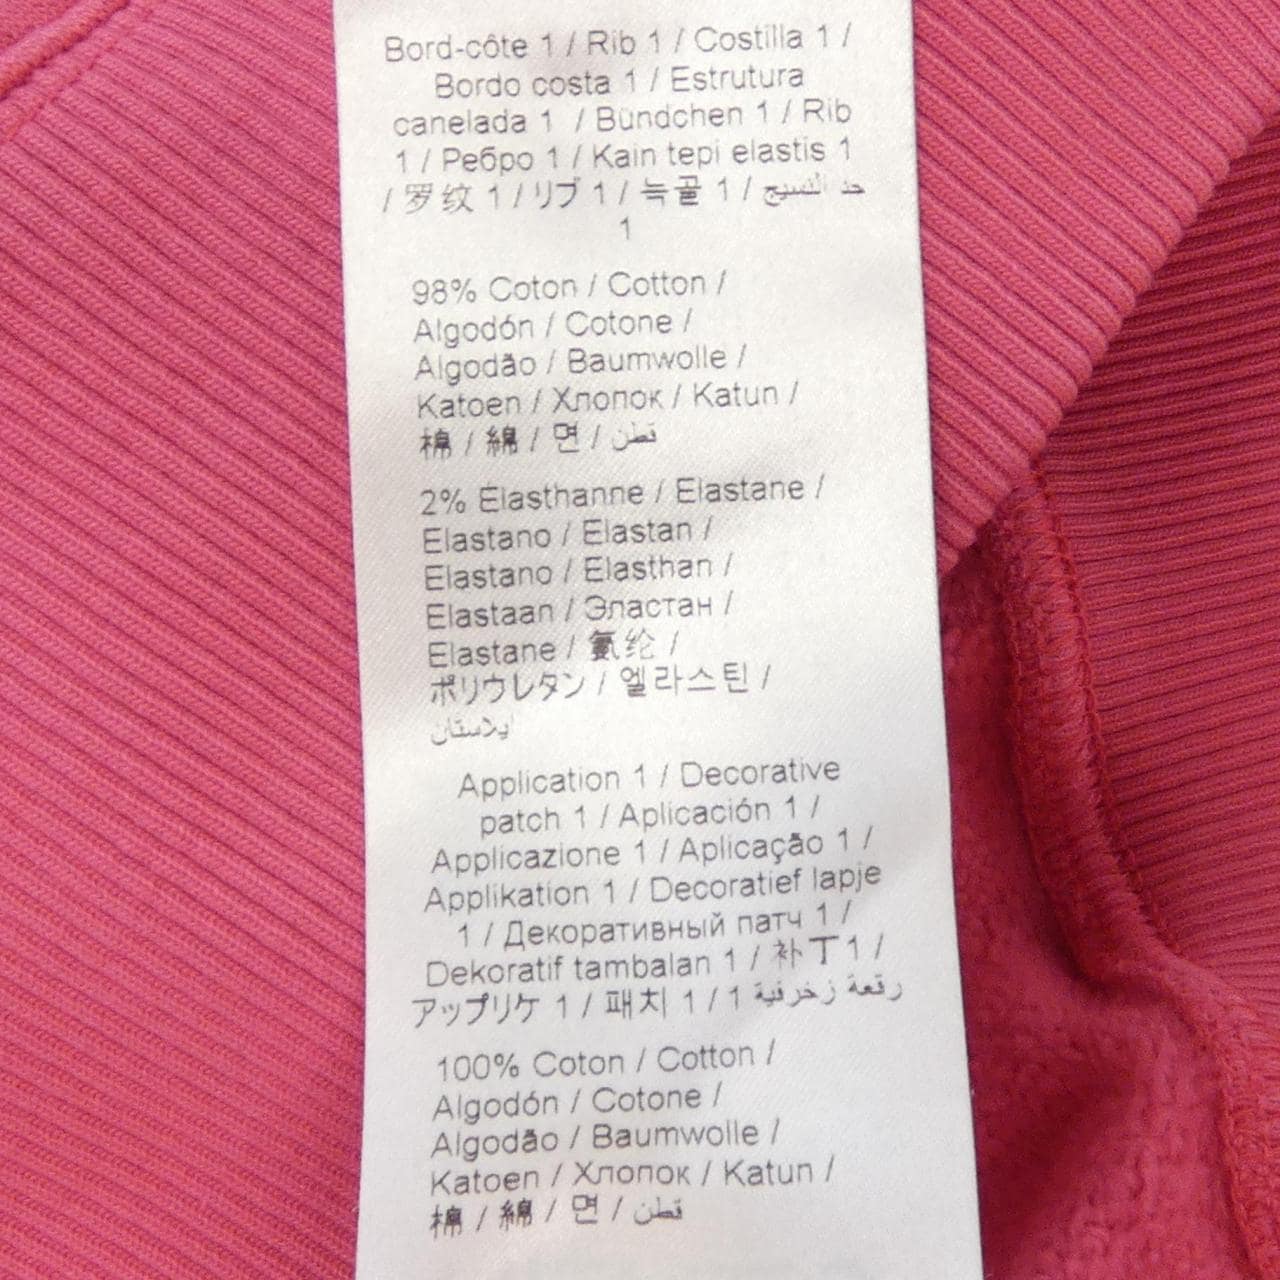 Bord-côte 1 / Rib 1 / Costilla 1 /
Bordo costa 1 / Estrutura
canelada 1 / Bündchen 1 / Rib
1 / Ребро 1 / Kain tepi elastis 1
/ 罗纹 1 / リブ 1 / 늑골 1 / حد النسيج
1
98% Coton / Cotton /
Algodón / Cotone /
Algodão / Baumwolle /
Katoen / Хлопок / Katun /
棉 / 綿 / 면 / قطن
2% Elasthanne / Elastane /
Elastano / Elastan /
Elastano / Elasthan /
Elastaan / Эластан /
Elastane / 氨纶 /
ポリウレタン / 엘라스틴 /
إيلاستان
Application 1 / Decorative
patch 1 / Aplicación 1 /
Applicazione 1 / Aplicação 1 /
Applikation 1 / Decoratief lapje
1 / Декоративный патч 1 /
Dekoratif tambalan 1 / 补丁 1 /
アップリケ 1 / 패치 1 / رقعة زخرفية 1
100% Coton / Cotton /
Algodón / Cotone /
Algodão / Baumwolle /
Katoen / Хлопок / Katun /
棉 / 綿 / 면 / قطن